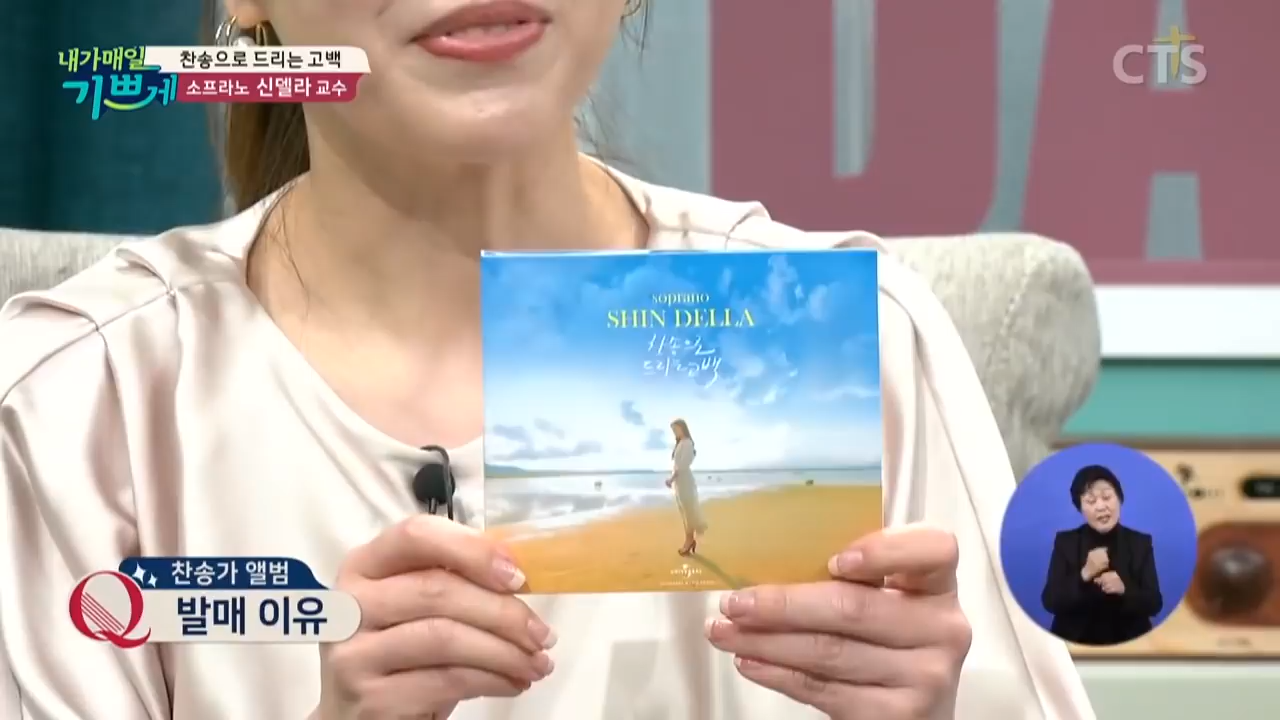 내가매일
기쁘게
찬송으로 드리는 고백
소프라노 신델라 교수
CTS
DA
soprano
SHIN DELLA
찬송으로
드리는고백
Q
찬송가 앨범
발매 이유